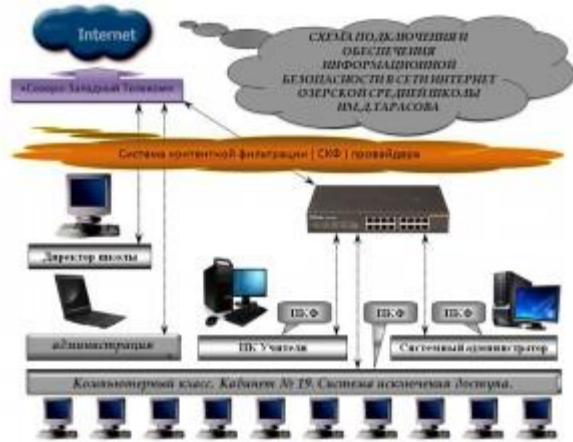 Internet
СХЕМА ПОДКЛЮЧЕНИЯ И
ОБЕСПЕЧЕНИЯ
ИНФОРМАЦИОННОЙ
БЕЗОПАСНОСТИ В СЕТИ ИНТЕРНЕТ
ОЗЕРСКОЙ СРЕДНЕЙ ШКОЛЫ
ИМ.Д.ТАРАСОВА
«Северо-Западный Телеком»
Система контентной фильтрации ( СКФ ) провайдера
Директор школы
ПКФ
ПКФ
ПКФ
администрация
ПК Учителя
Системный администратор
Компьютерный класс. Кабинет № 19. Система исключения доступа.